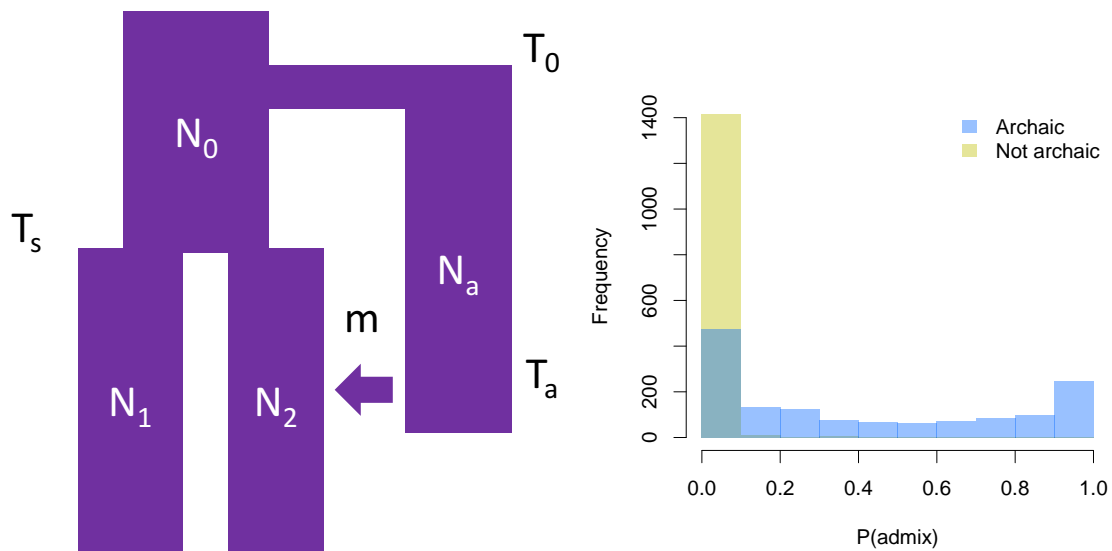 T₀
N₀
Tₛ
Nₐ
m
Tₐ
N₁
N₂
Archaic
Not archaic
Frequency
1400
1000
600
200
0
0.0 0.2 0.4 0.6 0.8 1.0
P(admix)